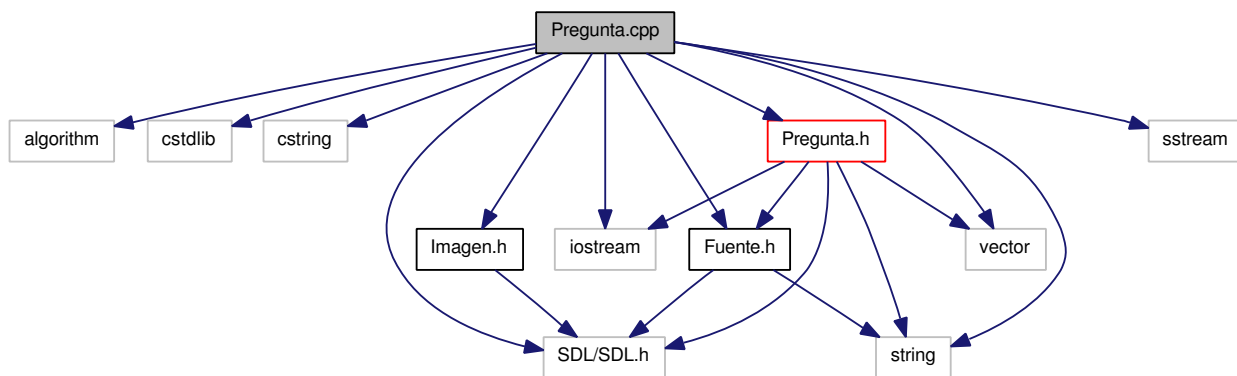 Pregunta.cpp
algorithm
cstdlib
cstring
Pregunta.h
sstream
Imagen.h
iostream
Fuente.h
vector
SDL/SDL.h
string